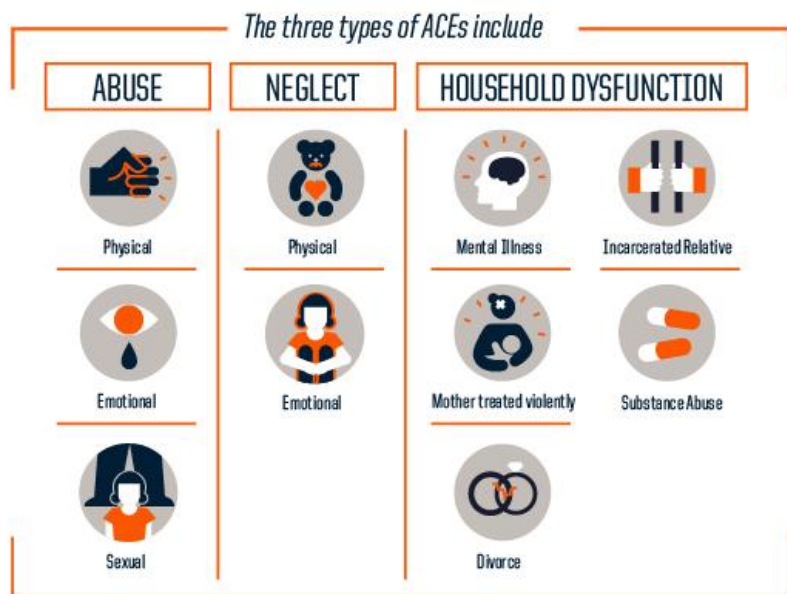 The three types of ACEs include
ABUSE
NEGLECT
HOUSEHOLD DYSFUNCTION
Physical
Physical
Mental Illness
Incarcerated Relative
Emotional
Emotional
Mother treated violently
Substance Abuse
Sexual
Divorce